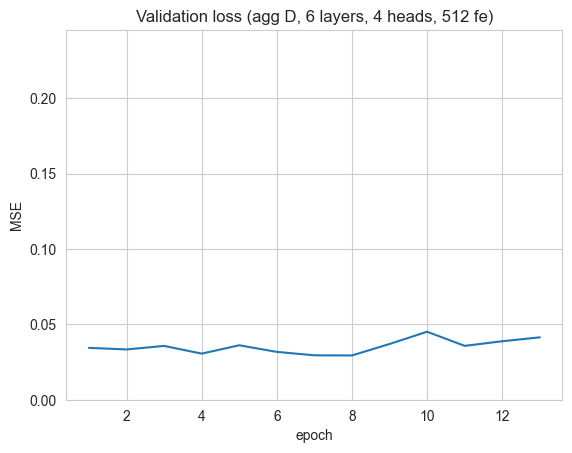 Validation loss (agg D, 6 layers, 4 heads, 512 fe)
0.20
0.15
0.10
0.05
0.00
MSE
2 4 6 8 10 12
epoch